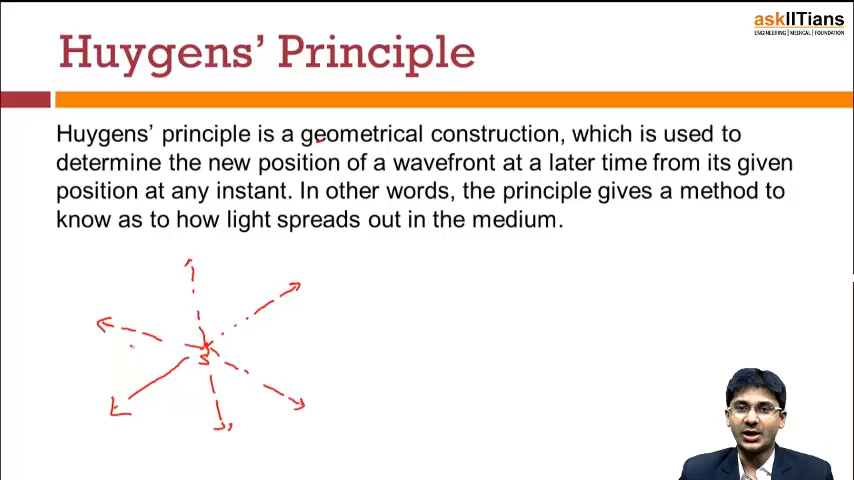 askIITians
ENGINEERING | MEDICAL | FOUNDATION
Huygens' Principle
Huygens' principle is a geometrical construction, which is used to
determine the new position of a wavefront at a later time from its given
position at any instant. In other words, the principle gives a method to
know as to how light spreads out in the medium.
S